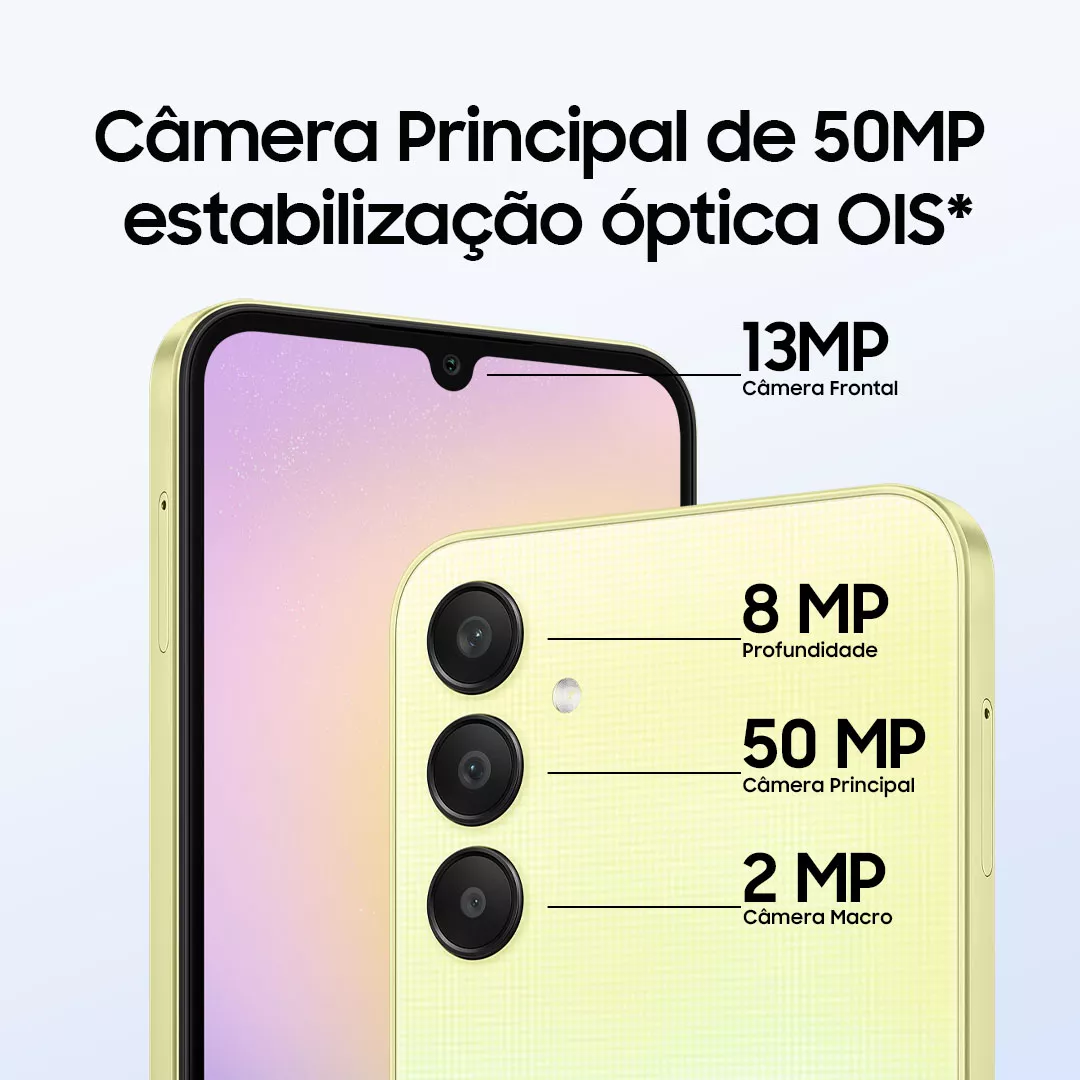 Câmera Principal de 50MP
estabilização óptica OIS*
13MP
Câmera Frontal
8 MP
Profundidade
50 MP
Câmera Principal
2 MP
Câmera Macro